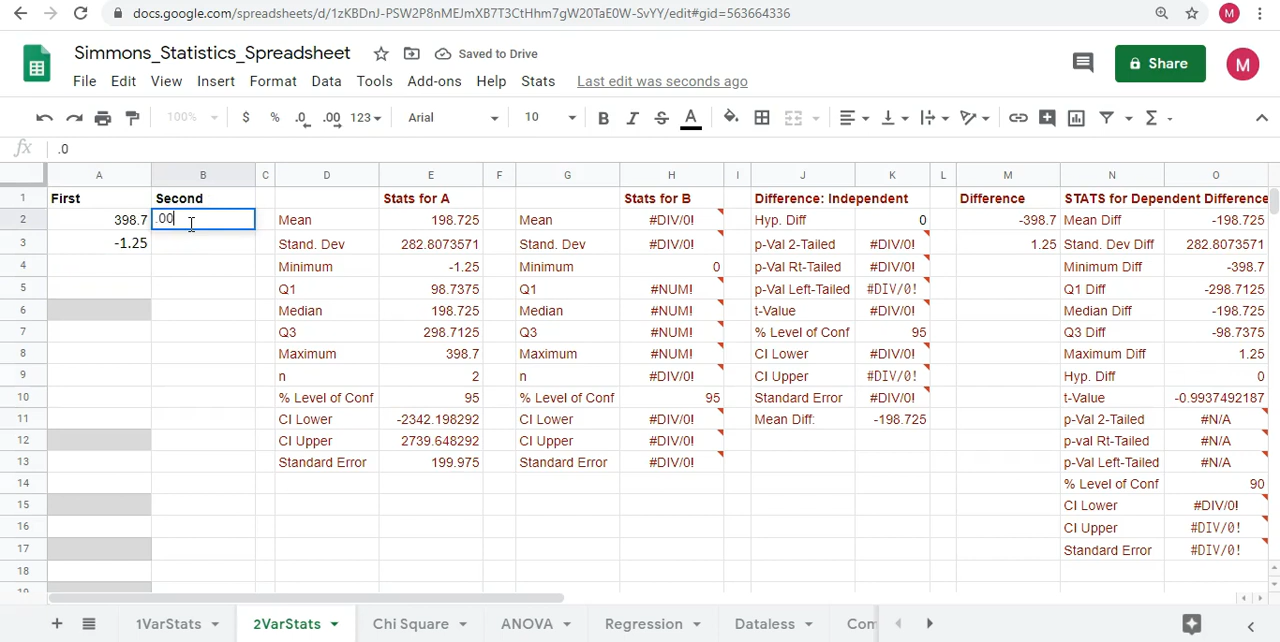 docs.google.com/spreadsheets/d/1zKBDnJ-PSW2P8nMEJmXB7T3CtHhm7gW20TaE0W-SvYY/edit#gid=563664336 M
Simmons_Statistics_Spreadsheet Saved to Drive
File Edit View Insert Format Data Tools Add-ons Help Stats Last edit was seconds ago Share M
100% $ % .0 .00 123 Arial 10 B I S A Σ
fx .0
A B C D E F G H I J K L M N O
1 First Second Stats for A Stats for B Difference: Independent Difference STATS for Dependent Difference
2 398.7 .00 Mean 198.725 Mean #DIV/0! Hyp. Diff 0 -398.7 Mean Diff -198.725
3 -1.25 Stand. Dev 282.8073571 Stand. Dev #DIV/0! p-Val 2-Tailed #DIV/0! 1.25 Stand. Dev Diff 282.8073571
4 Minimum -1.25 Minimum 0 p-Val Rt-Tailed #DIV/0! Minimum Diff -398.7
5 Q1 98.7375 Q1 #NUM! p-Val Left-Tailed #DIV/0! Q1 Diff -298.7125
6 Median 198.725 Median #NUM! t-Value #DIV/0! Median Diff -198.725
7 Q3 298.7125 Q3 #NUM! % Level of Conf 95 Q3 Diff -98.7375
8 Maximum 398.7 Maximum #NUM! CI Lower #DIV/0! Maximum Diff 1.25
9 n 2 n #DIV/0! CI Upper #DIV/0! Hyp. Diff 0
10 % Level of Conf 95 % Level of Conf 95 Standard Error #DIV/0! t-Value -0.9937492187
11 CI Lower -2342.198292 CI Lower #DIV/0! Mean Diff: -198.725 p-Val 2-Tailed #N/A
12 CI Upper 2739.648292 CI Upper #DIV/0! p-val Rt-Tailed #N/A
13 Standard Error 199.975 Standard Error #DIV/0! p-Val Left-Tailed #N/A
14 % Level of Conf 90
15 CI Lower #DIV/0!
16 CI Upper #DIV/0!
17 Standard Error #DIV/0!
18
19
1VarStats 2VarStats Chi Square ANOVA Regression Dataless Com